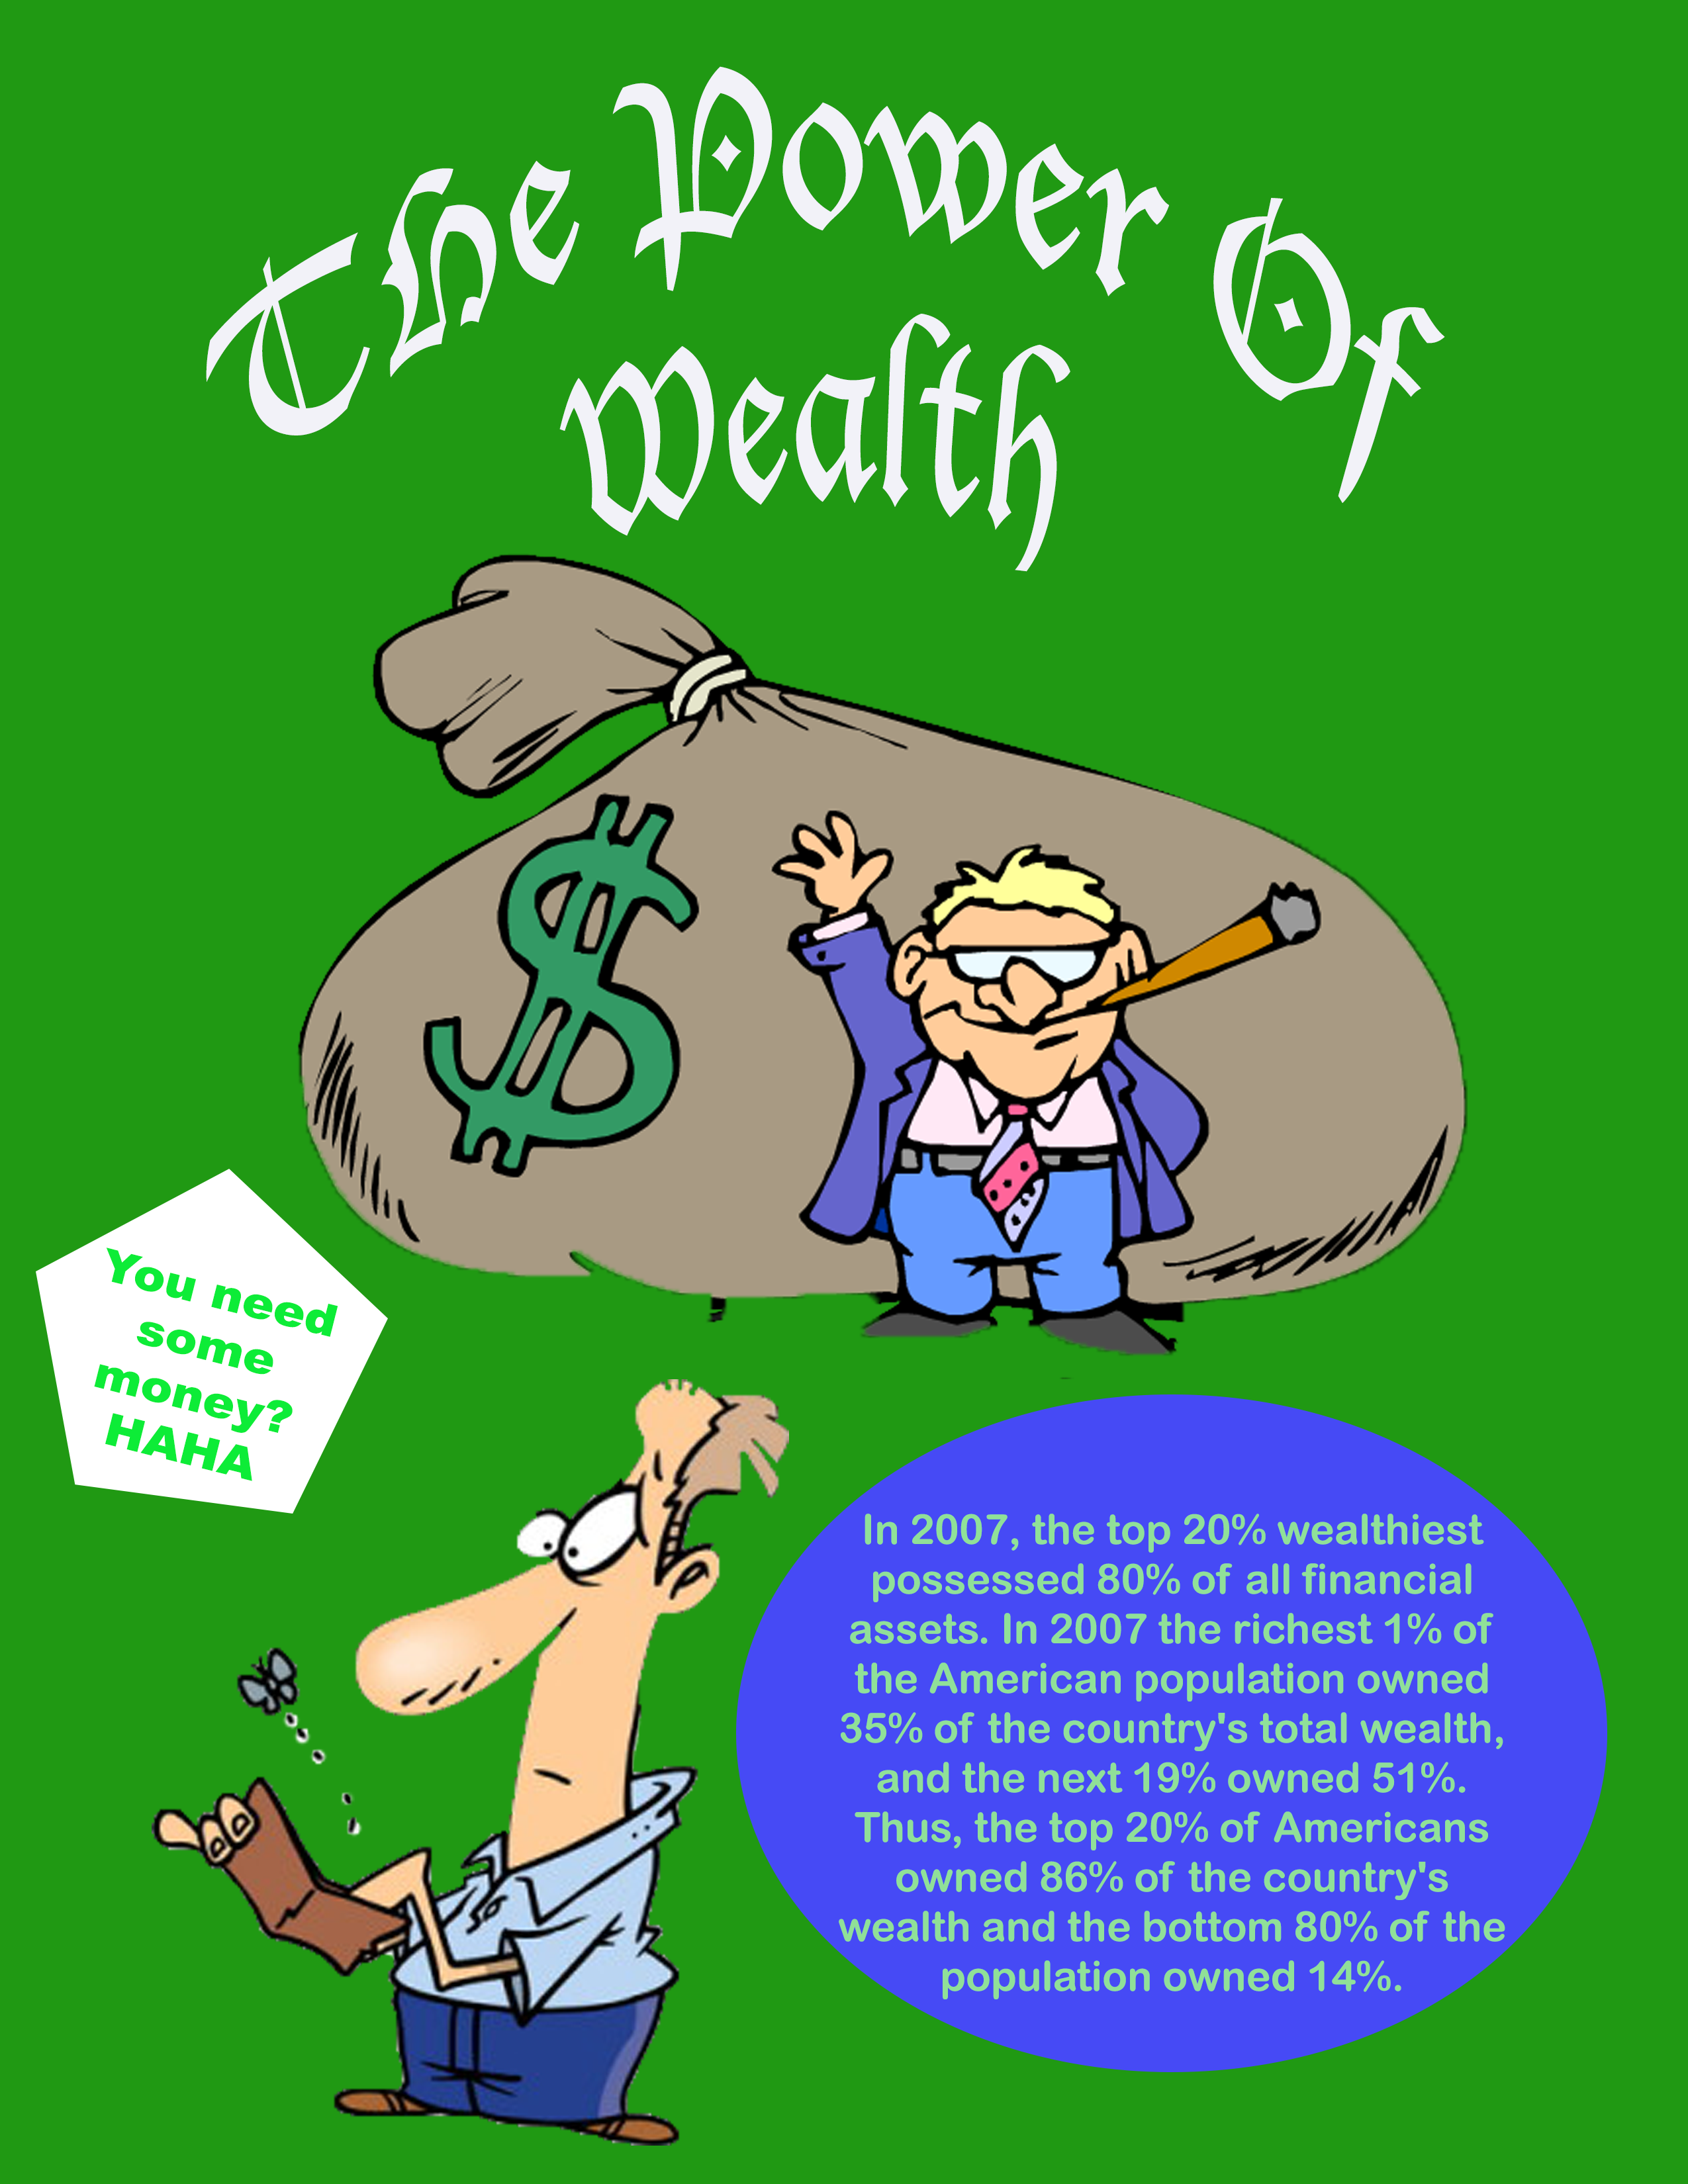 The Power Of
Wealth
You need
some
money?
HAHA
In 2007, the top 20% wealthiest
possessed 80% of all financial
assets. In 2007 the richest 1% of
the American population owned
35% of the country's total wealth,
and the next 19% owned 51%.
Thus, the top 20% of Americans
owned 86% of the country's
wealth and the bottom 80% of the
population owned 14%.